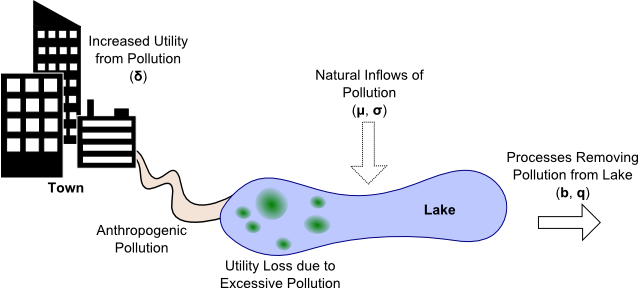 Increased Utility
from Pollution
(δ)
Natural Inflows of
Pollution
(μ, σ)
Processes Removing
Pollution from Lake
(b, q)
Town
Lake
Anthropogenic
Pollution
Utility Loss due to
Excessive Pollution